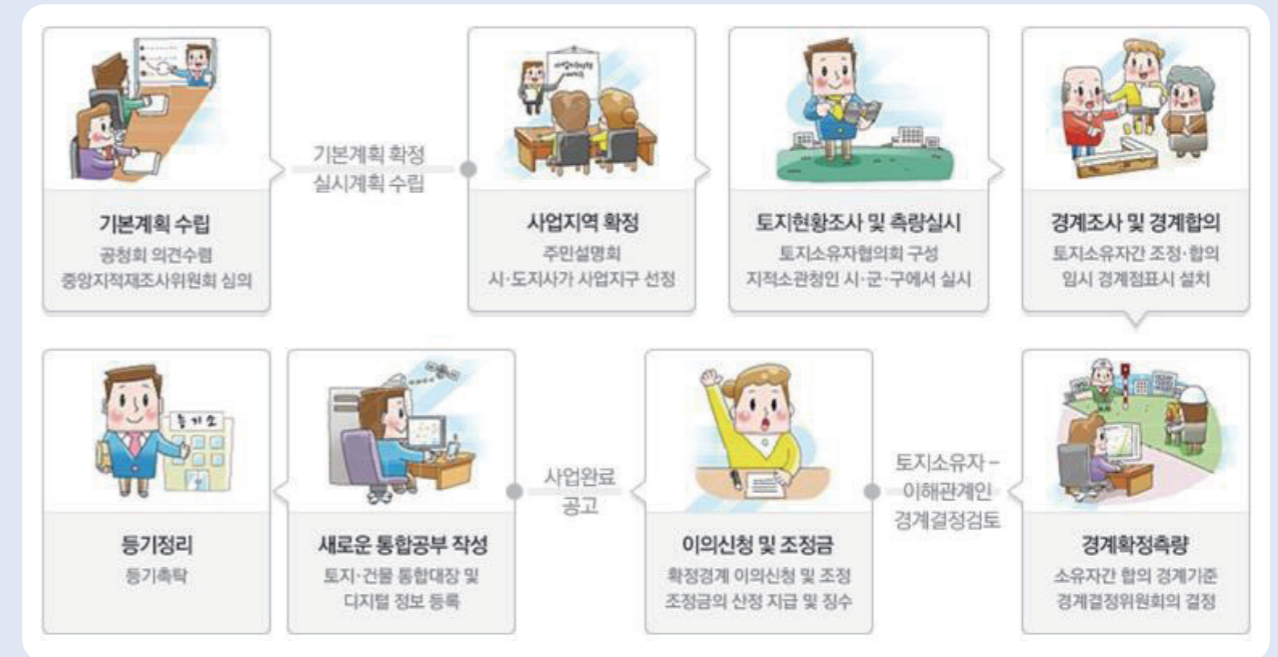 기본계획 수립
공청회 의견수렴
중앙지적재조사위원회 심의
기본계획 확정
실시계획 수립
사업지역 확정
주민설명회
시·도지사가 사업지구 선정
토지현황조사 및 측량실시
토지소유자협의회 구성
지적소관청인 시·군·구에서 실시
경계조사 및 경계합의
토지소유자간 조정·합의
임시 경계점표시 설치
경계확정측량
소유자간 합의 경계기준
경계결정위원회의 결정
토지소유자 –
이해관계인
경계결정검토
이의신청 및 조정금
확정경계 이의신청 및 조정
조정금의 산정 지급 및 징수
사업완료
공고
새로운 통합공부 작성
토지·건물 통합대장 및
디지털 정보 등록
등기소
등기정리
등기촉탁